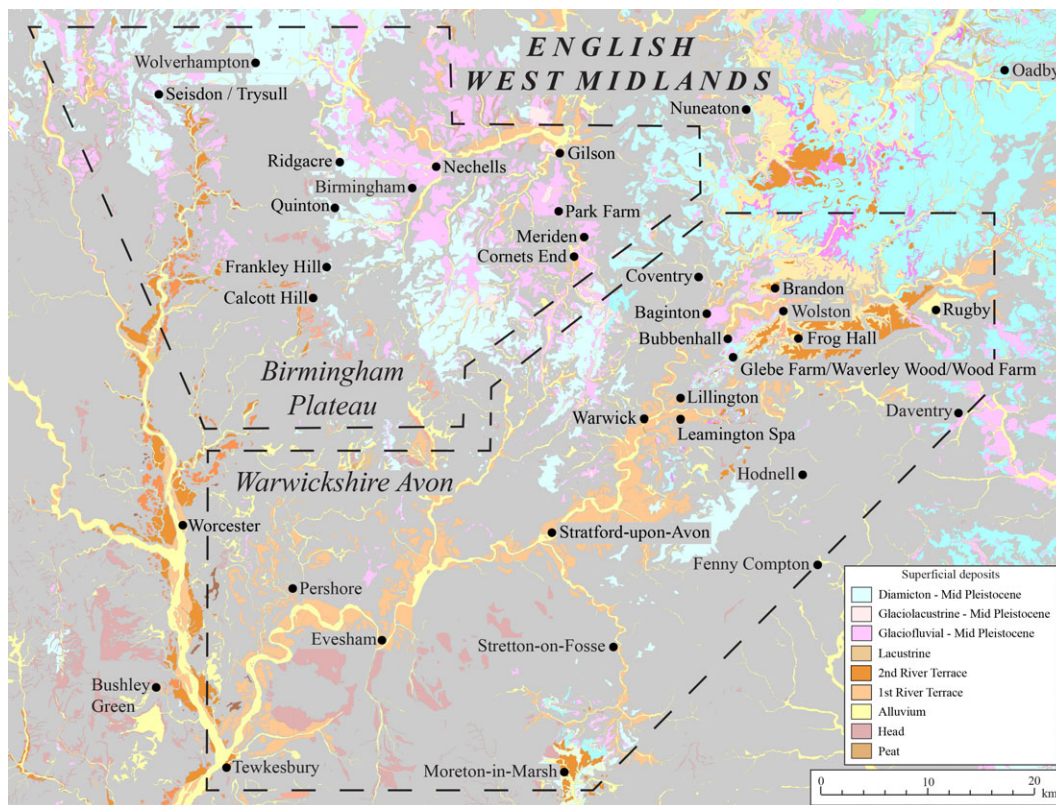 ENGLISH
WEST MIDLANDS
Wolverhampton
Oadby
Seisdon / Trysull
Nuneaton
Ridgacre
Nechells
Gilson
Birmingham
Quinton
Park Farm
Meriden
Cornets End
Frankley Hill
Coventry
Brandon
Calcott Hill
Baginton
Wolston
Rugby
Bubbenhall
Frog Hall
Glebe Farm/Waverley Wood/Wood Farm
Birmingham
Plateau
Lillington
Warwick
Daventry
Leamington Spa
Warwickshire Avon
Hodnell
Worcester
Stratford-upon-Avon
Fenny Compton
Pershore
Evesham
Stretton-on-Fosse
Bushley
Green
Tewkesbury
Moreton-in-Marsh
Superficial deposits
Diamicton - Mid Pleistocene
Glaciolacustrine - Mid Pleistocene
Glaciofluvial - Mid Pleistocene
Lacustrine
2nd River Terrace
1st River Terrace
Alluvium
Head
Peat
0 10 20
km